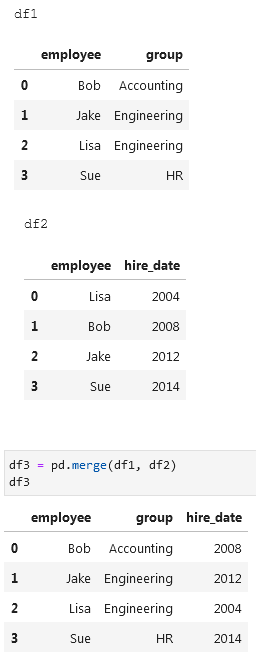 df1
employee group
0 Bob Accounting
1 Jake Engineering
2 Lisa Engineering
3 Sue HR
df2
employee hire_date
0 Lisa 2004
1 Bob 2008
2 Jake 2012
3 Sue 2014
df3 = pd.merge(df1, df2)
df3
employee group hire_date
0 Bob Accounting 2008
1 Jake Engineering 2012
2 Lisa Engineering 2004
3 Sue HR 2014